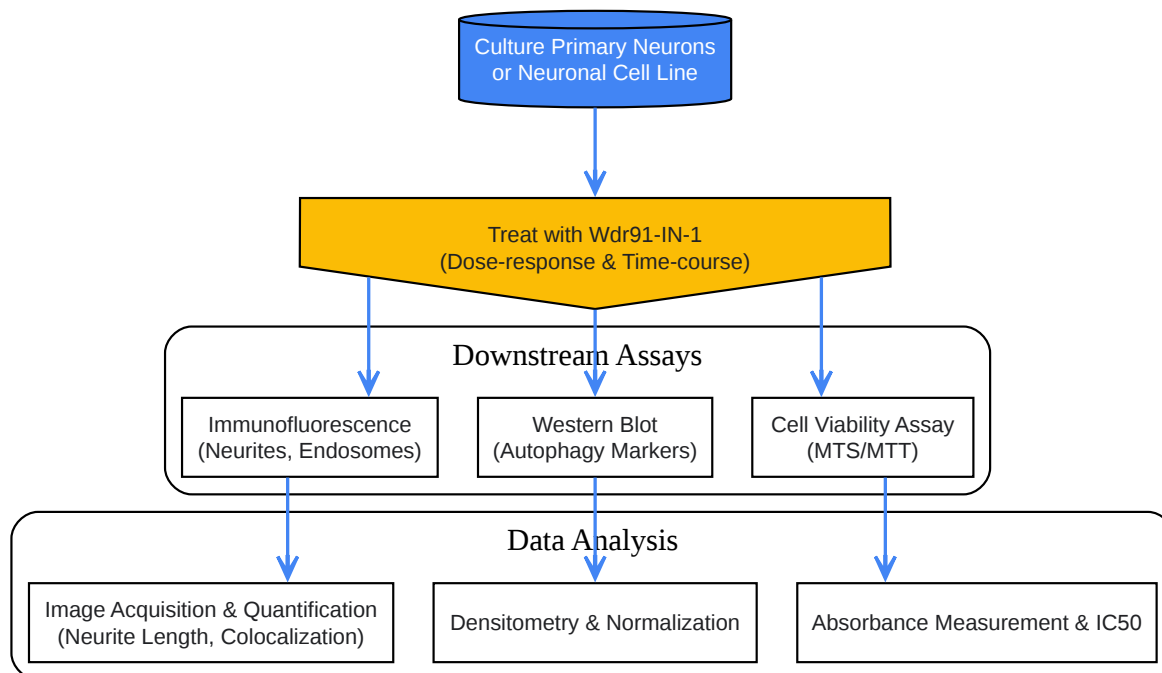 Culture Primary Neurons
or Neuronal Cell Line
Treat with Wdr91-IN-1
(Dose-response & Time-course)
Downstream Assays
Immunofluorescence
(Neurites, Endosomes)
Western Blot
(Autophagy Markers)
Cell Viability Assay
(MTS/MTT)
Data Analysis
Image Acquisition & Quantification
(Neurite Length, Colocalization)
Densitometry & Normalization
Absorbance Measurement & IC50